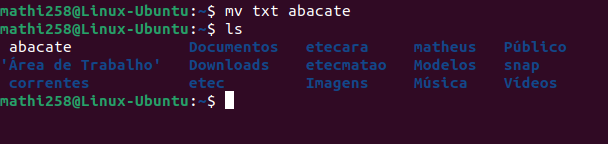 mathi258@Linux-Ubuntu:~$ mv txt abacate
mathi258@Linux-Ubuntu:~$ ls
abacate Documentos etecara matheus Público
'Área de Trabalho' Downloads etecmatao Modelos snap
correntes etec Imagens Música Vídeos
mathi258@Linux-Ubuntu:~$